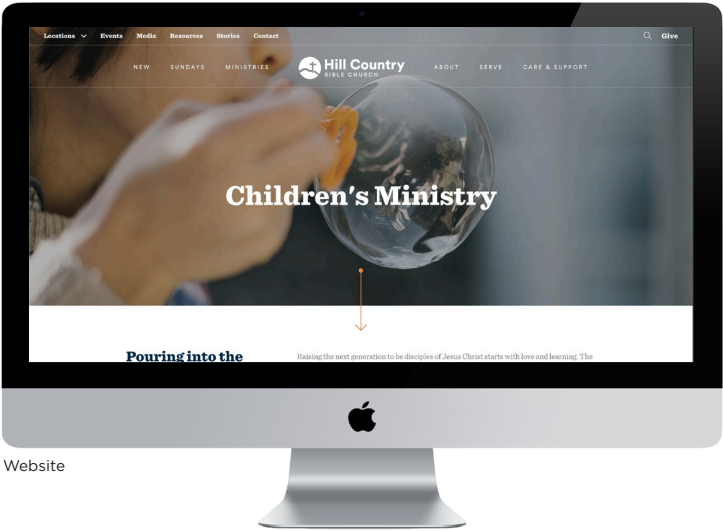 Locations Events Media Resources Stories Contact Give
NEW SUNDAYS MINISTRIES Hill Country ABOUT SERVE CARE & SUPPORT
BIBLE CHURCH
Children's Ministry
Pouring into the
Raising the next generation to be disciples of Jesus Christ starts with love and learning. The
Website